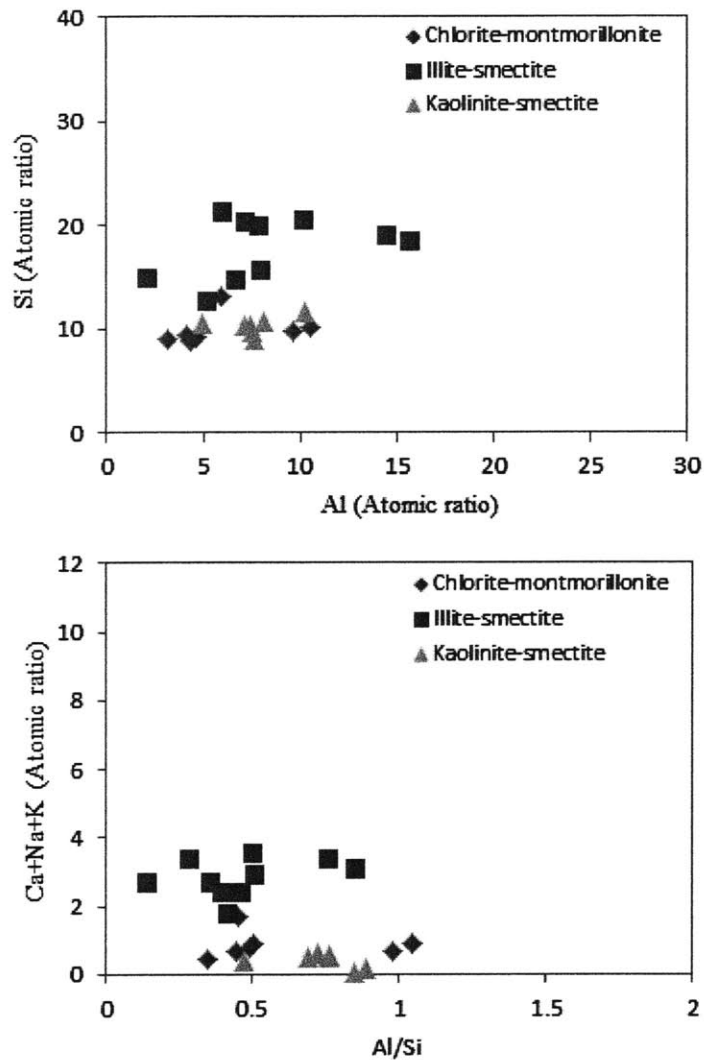 40
30
20
10
0
Si (Atomic ratio)
Chlorite-montmorillonite
Illite-smectite
Kaolinite-smectite
0 5 10 15 20 25 30
Al (Atomic ratio)
12
10
8
6
4
2
0
Ca+Na+K (Atomic ratio)
Chlorite-montmorillonite
Illite-smectite
Kaolinite-smectite
0 0.5 1 1.5 2
Al/Si